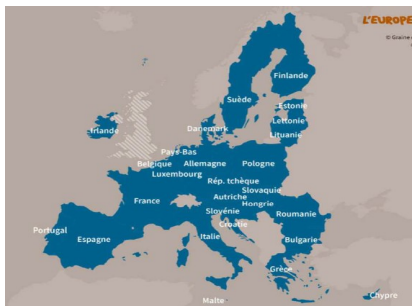 L'EUROPE
Finlande
Suède
Estonie
Lettonie
Lituanie
Danemark
Irlande
Pays-Bas
Belgique
Allemagne
Pologne
Luxembourg
Rép. tchèque
Slovaquie
Autriche
Hongrie
France
Slovénie
Roumanie
Croatie
Portugal
Espagne
Italie
Bulgarie
Grèce
Malte
Chypre